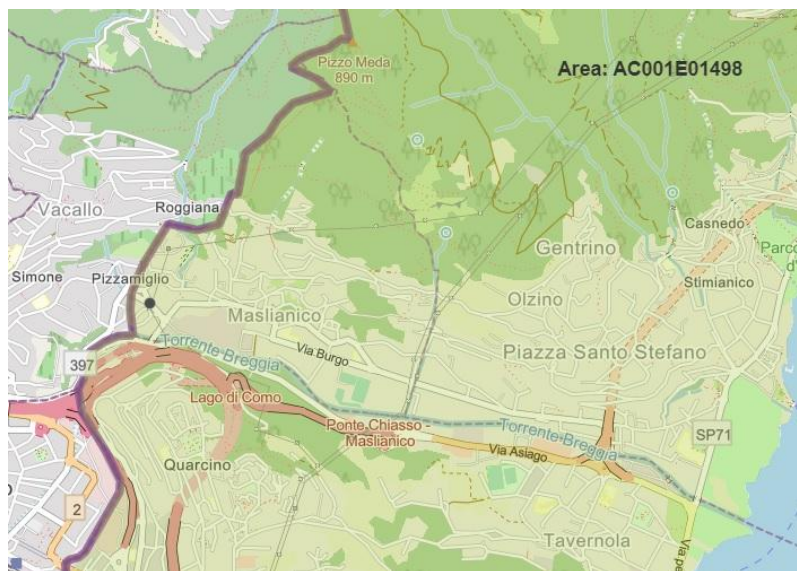 Pizzo Meda
890 m
Area: AC001E01498
Vacallo
Roggiana
Casnedo
Gentrino
Simone
Pizzamiglio
Stimianico
Olzino
Maslianico
Torrente Breggia
Via Burgo
Piazza Santo Stefano
397
Lago di Como
Ponte Chiasso -
Maslianico
Torrente Breggia
SP71
Via Asiago
Quarcino
2
Tavernola